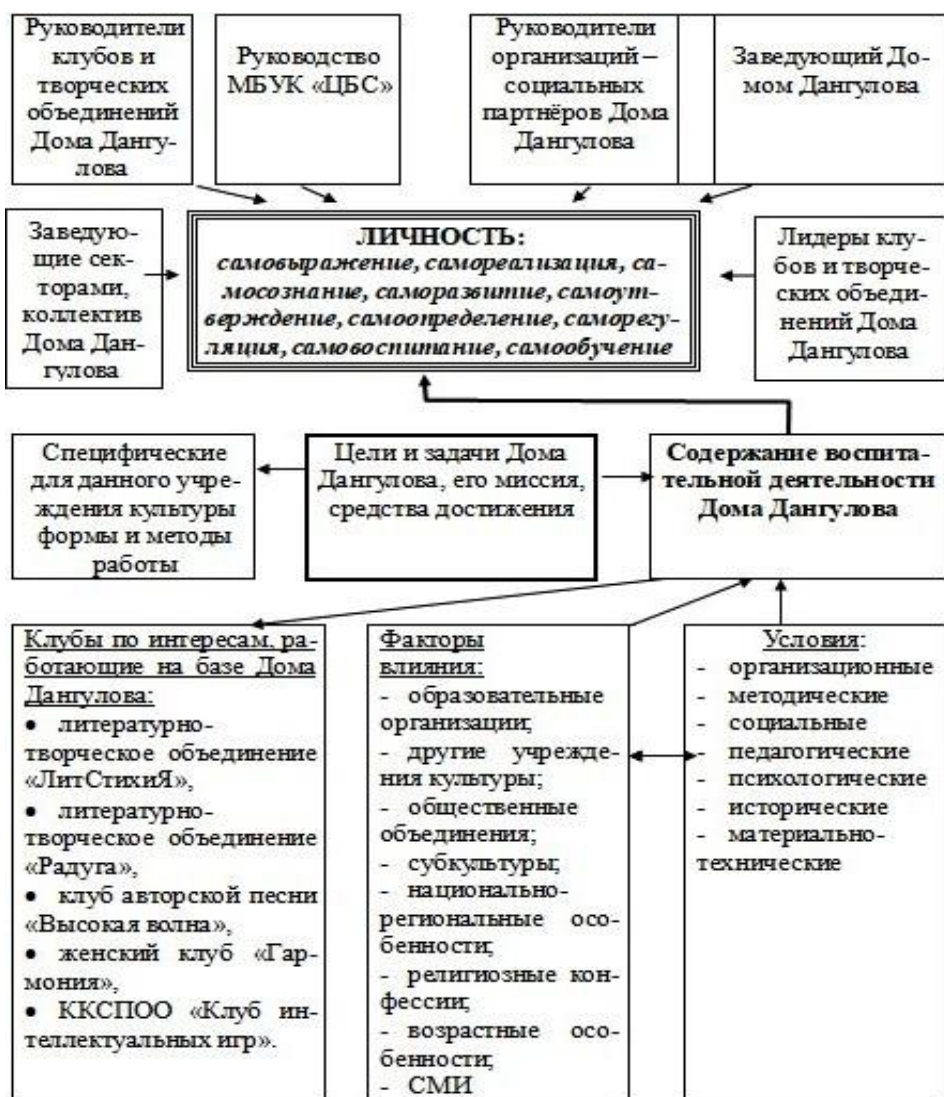 Руководители
клубов и
творческих
объединений
Дома Дангу-
лова
Руководство
МБУК «ЦБС»
Руководители
организаций –
социальных
партнёров Дома
Дангулова
Заведующий До-
мом Дангулова
Заведую-
щие сек-
торами,
коллектив
Дома Дан-
гулова
ЛИЧНОСТЬ:
самовыражение, самореализация, са-
мосознание, саморазвитие, самоут-
верждение, самоопределение, саморегу-
ляция, самовоспитание, самообучение
Лидеры клу-
бов и творче-
ских объеди-
нений Дома
Дангулова
Специфические
для данного учре-
ждения культуры
формы и методы
работы
Цели и задачи Дома
Дангулова, его миссия,
средства достижения
Содержание воспита-
тельной деятельности
Дома Дангулова
Клубы по интересам, ра-
ботающие на базе Дома
Дангулова:
• литературно-
творческое объединение
«ЛитСтихиЯ»,
• литературно-
творческое объединение
«Радуга»,
• клуб авторской песни
«Высокая волна»,
• женский клуб «Гар-
мония»,
• ККСПОО «Клуб ин-
теллектуальных игр».
Факторы
влияния:
- образовательные
организации;
- другие учрежде-
ния культуры;
- общественные
объединения;
- субкультуры;
- национально-
региональные осо-
бенности;
- религиозные кон-
фессии;
- возрастные осо-
бенности;
- СМИ
Условия:
- организационные
- методические
- социальные
- педагогические
- психологические
- исторические
- материально-
технические